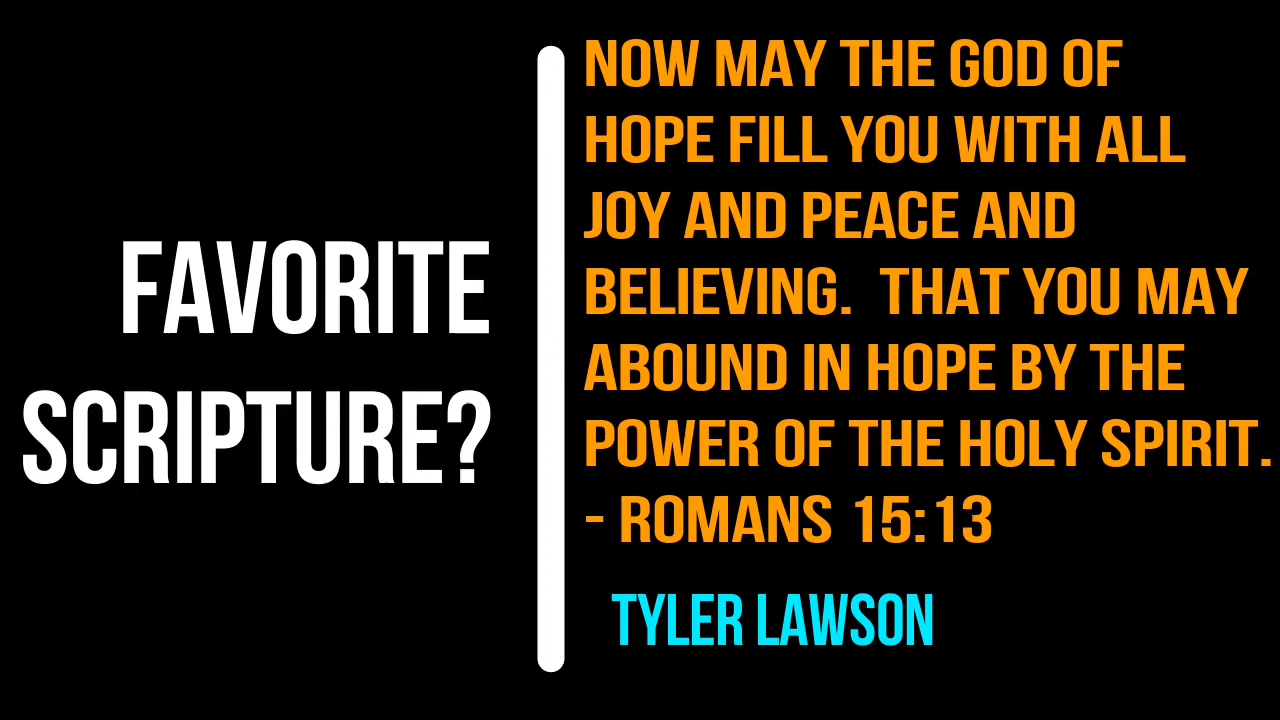 FAVORITE
SCRIPTURE?
NOW MAY THE GOD OF
HOPE FILL YOU WITH ALL
JOY AND PEACE AND
BELIEVING.  THAT YOU MAY
ABOUND IN HOPE BY THE
POWER OF THE HOLY SPIRIT.
- ROMANS 15:13
TYLER LAWSON